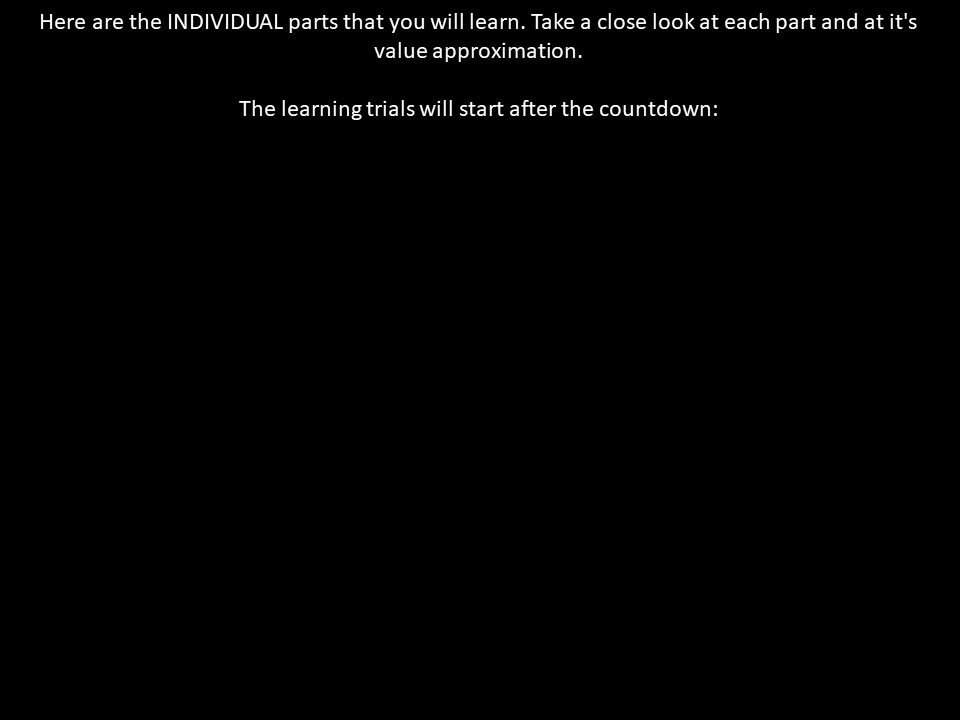 Here are the INDIVIDUAL parts that you will learn. Take a close look at each part and at it's
value approximation.
The learning trials will start after the countdown: